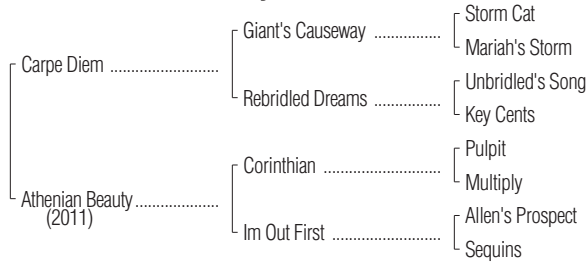 Storm Cat
Giant's Causeway ................
Mariah's Storm
Carpe Diem ......................
Unbridled's Song
Rebridled Dreams ...............
Key Cents
Pulpit
Corinthian .......................
Multiply
Athenian Beauty .................
(2011)
Allen's Prospect
Im Out First .....................
Sequins